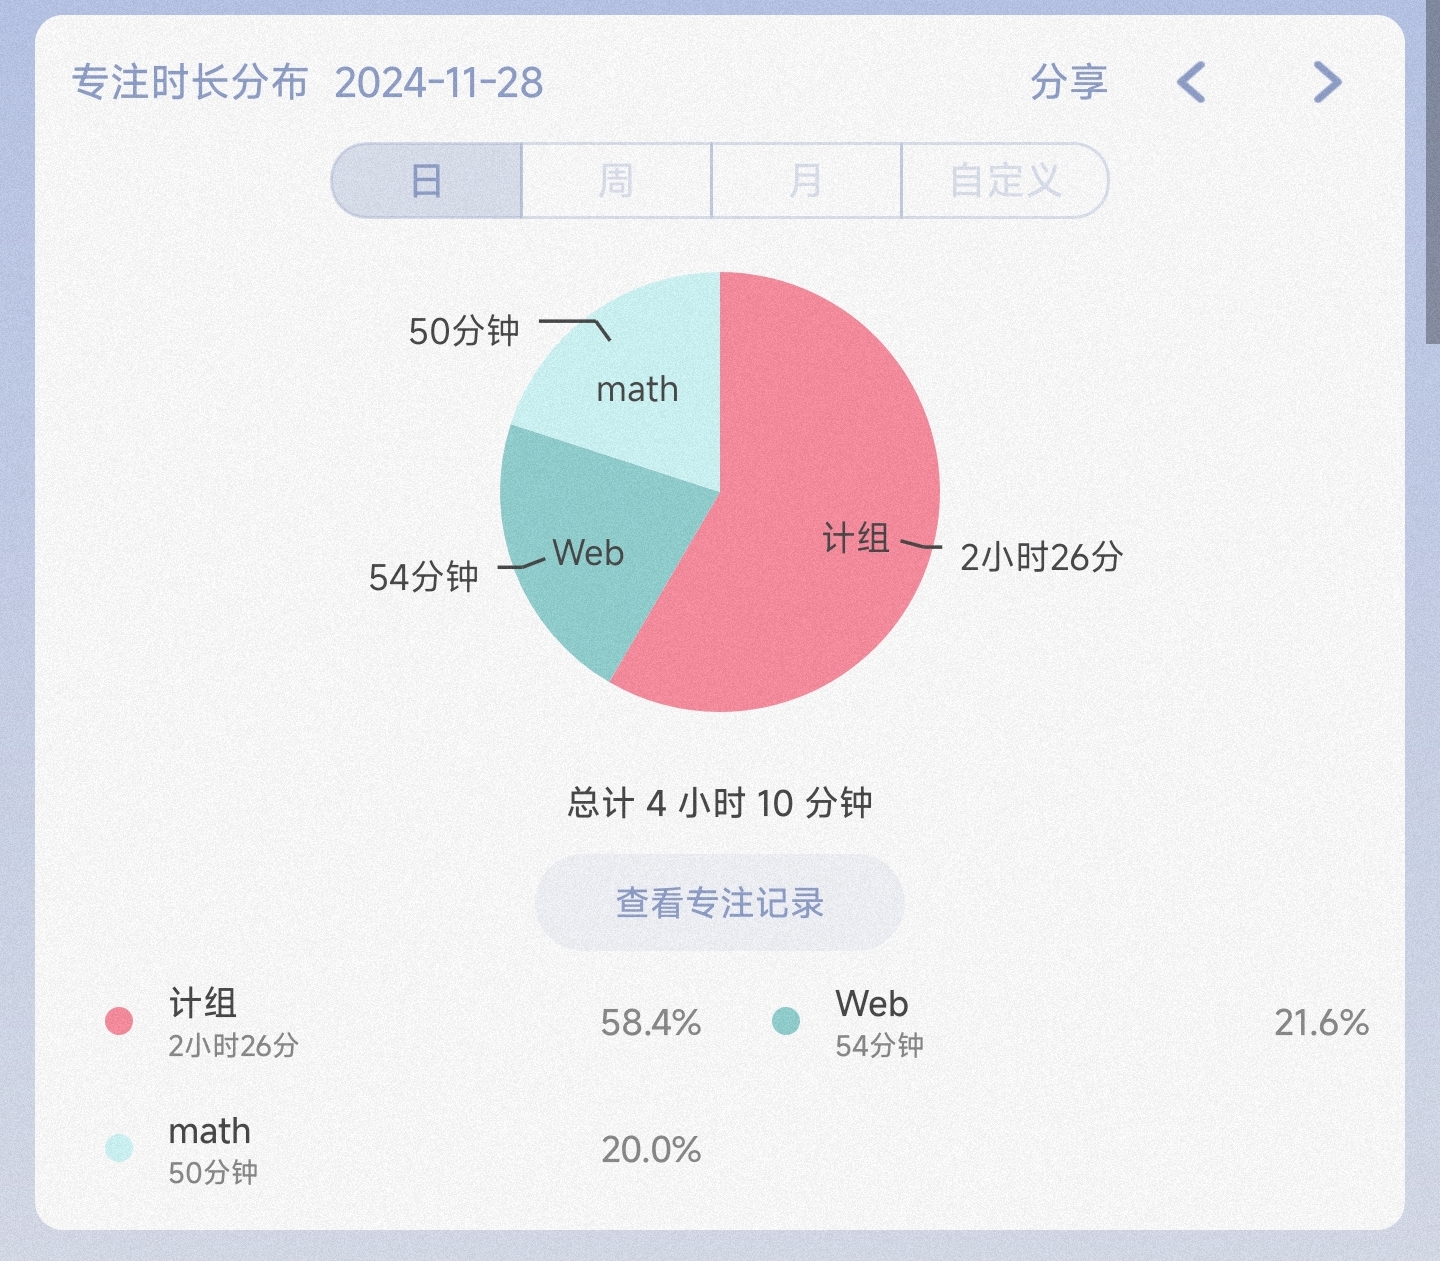 专注时长分布 2024-11-28 分享
日 周 月 自定义
50分钟
math
计组 2小时26分
54分钟 Web
总计 4 小时 10 分钟
查看专注记录
计组
2小时26分
58.4%
Web
54分钟
21.6%
math
50分钟
20.0%